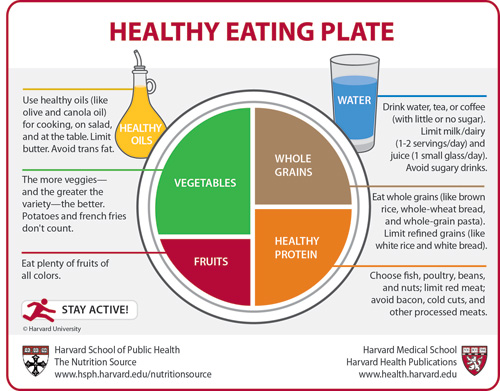 HEALTHY EATING PLATE
Use healthy oils (like
olive and canola oil)
for cooking, on salad,
and at the table. Limit
butter. Avoid trans fat.
HEALTHY
OILS
The more veggies—
and the greater the
variety—the better.
Potatoes and french fries
don't count.
Eat plenty of fruits of
all colors.
STAY ACTIVE!
© Harvard University
VEGETABLES
FRUITS
WHOLE
GRAINS
HEALTHY
PROTEIN
WATER
Drink water, tea, or coffee
(with little or no sugar).
Limit milk/dairy
(1-2 servings/day) and
juice (1 small glass/day).
Avoid sugary drinks.
Eat whole grains (like brown
rice, whole-wheat bread,
and whole-grain pasta).
Limit refined grains (like
white rice and white bread).
Choose fish, poultry, beans,
and nuts; limit red meat;
avoid bacon, cold cuts, and
other processed meats.
Harvard School of Public Health
The Nutrition Source
www.hsph.harvard.edu/nutritionsource
Harvard Medical School
Harvard Health Publications
www.health.harvard.edu